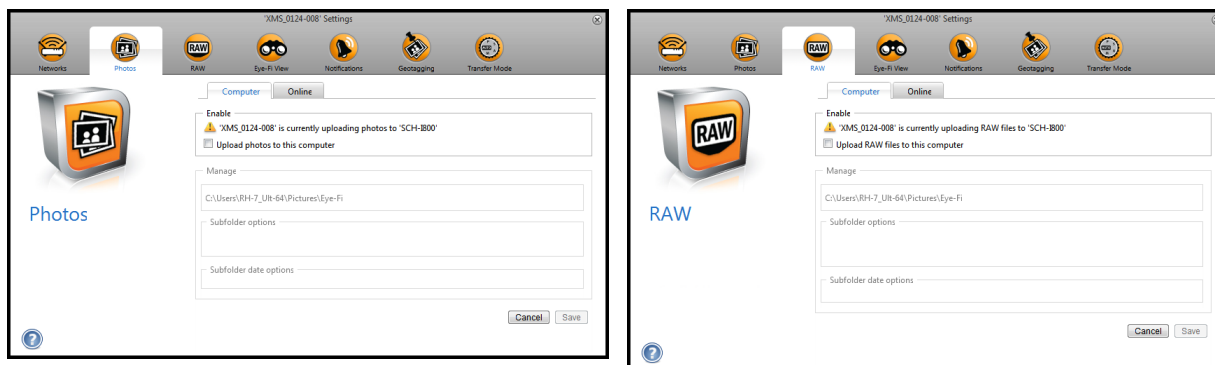 'XMS_0124-008' Settings
Networks Photos RAW Eye-Fi View Notifications Geotagging Transfer Mode
Computer Online
Enable
'XMS_0124-008' is currently uploading photos to 'SCH-I800'
Upload photos to this computer
Manage
C:\Users\RH-7_Ult-64\Pictures\Eye-Fi
Subfolder options
Subfolder date options
Photos
Cancel Save
?
'XMS_0124-008' Settings
Networks Photos RAW Eye-Fi View Notifications Geotagging Transfer Mode
RAW
Computer Online
Enable
'XMS_0124-008' is currently uploading RAW files to 'SCH-I800'
Upload RAW files to this computer
RAW
Manage
C:\Users\RH-7_Ult-64\Pictures\Eye-Fi
Subfolder options
Subfolder date options
RAW
Cancel Save
?